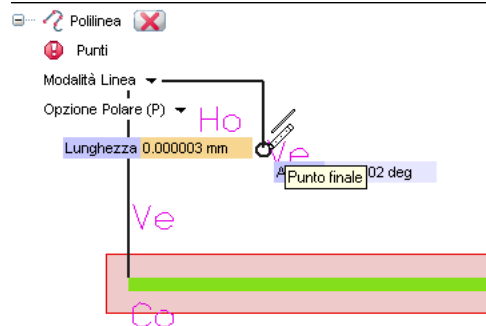 Polilinea
Punti
Modalità Linea
Opzione Polare (P)
Ho
Lunghezza 0.000003 mm
Ve
Punto finale 02 deg
Ve
Co